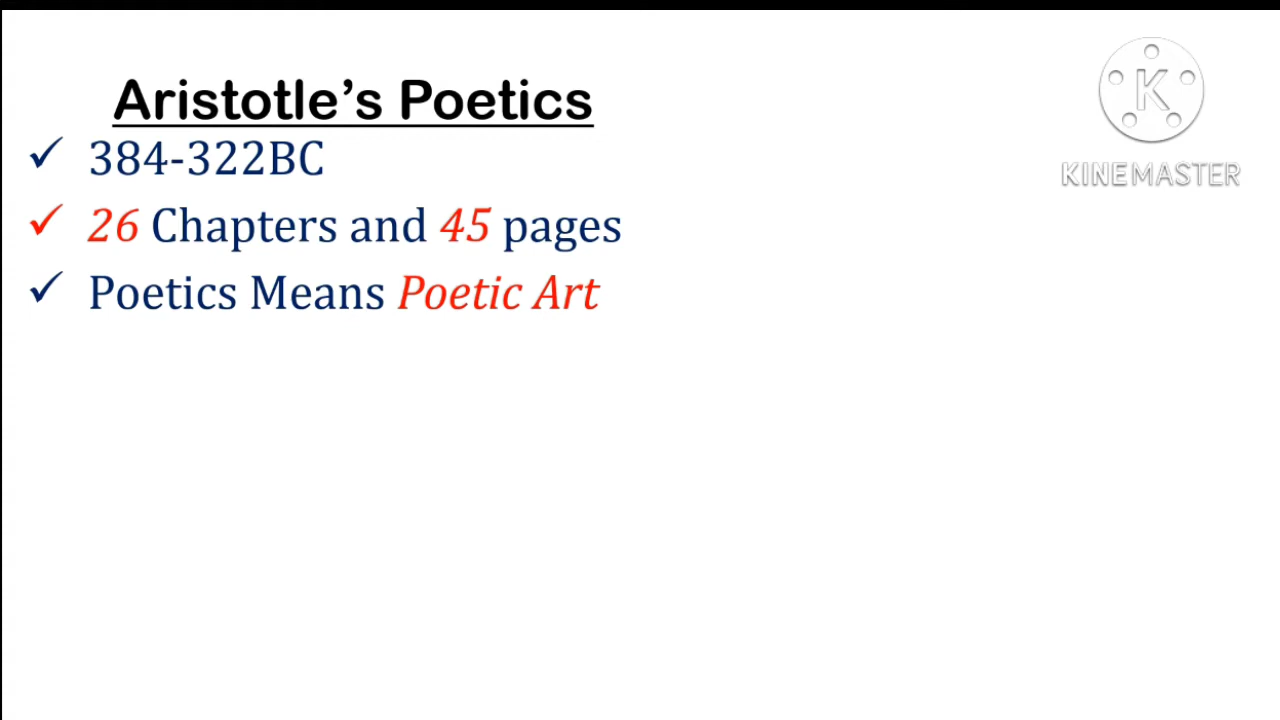 Aristotle’s Poetics
✓ 384-322BC
✓ 26 Chapters and 45 pages
✓ Poetics Means Poetic Art
K
KINEMASTER